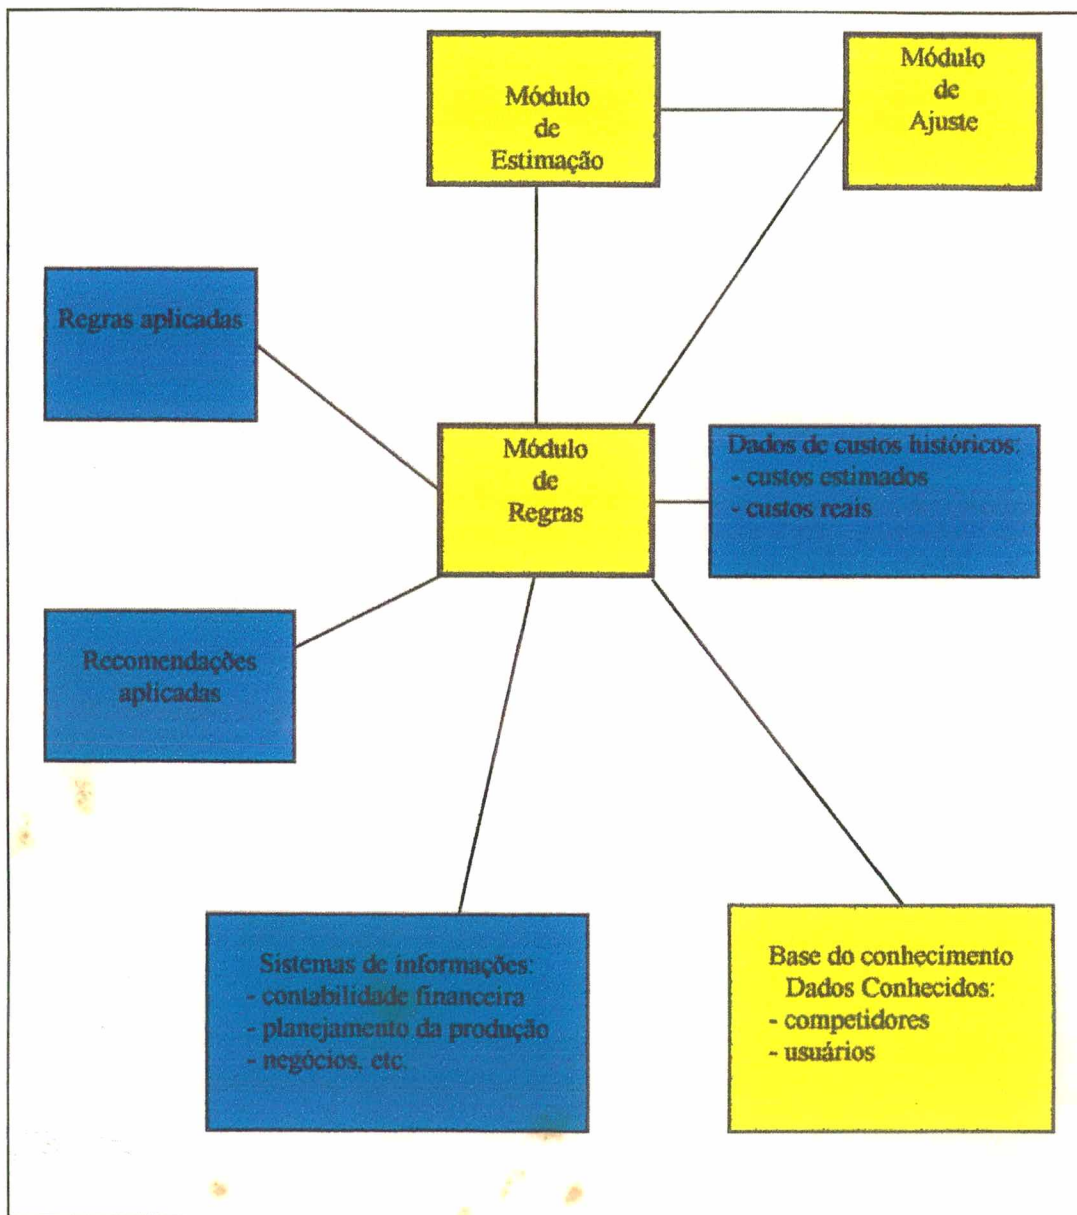 Módulo
de
Estimação
Módulo
de
Ajuste
Regras aplicadas
Módulo
de
Regras
Dados de custos históricos:
- custos estimados
- custos reais
Recomendações
aplicadas
Sistemas de informações:
- contabilidade financeira
- planejamento da produção
- negócios, etc.
Base do conhecimento
Dados Conhecidos:
- competidores
- usuários